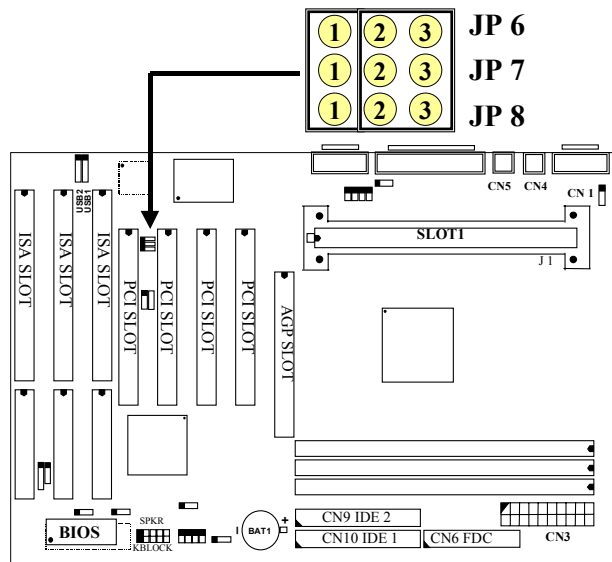 1 2 3 JP 6
1 2 3 JP 7
1 2 3 JP 8
USB2
USB1
CN5
CN4
CN 1
ISA SLOT
ISA SLOT
ISA SLOT
PCI SLOT
PCI SLOT
PCI SLOT
PCI SLOT
AGP SLOT
SLOT1
J 1
BIOS
SPKR
KBLOCK
BAT1
+
CN9 IDE 2
CN10 IDE 1
CN6 FDC
CN3